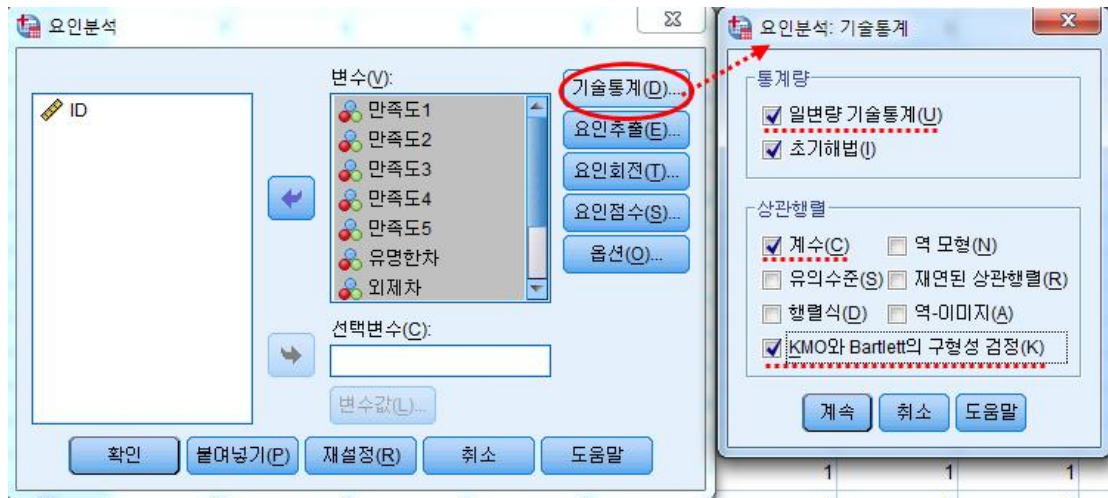 요인분석
ID
변수(V):
만족도1
만족도2
만족도3
만족도4
만족도5
유명한차
외제차
선택변수(C):
변수값(L)...
기술통계(D)...
요인추출(E)...
요인회전(T)...
요인점수(S)...
옵션(O)...
확인
붙여넣기(P)
재설정(R)
취소
도움말
요인분석: 기술통계
통계량
일변량 기술통계(U)
초기해법(I)
상관행렬
계수(C) 역 모형(N)
유의수준(S) 재연된 상관행렬(R)
행렬식(D) 역-이미지(A)
KMO와 Bartlett의 구형성 검정(K)
계속 취소 도움말
1 1 1